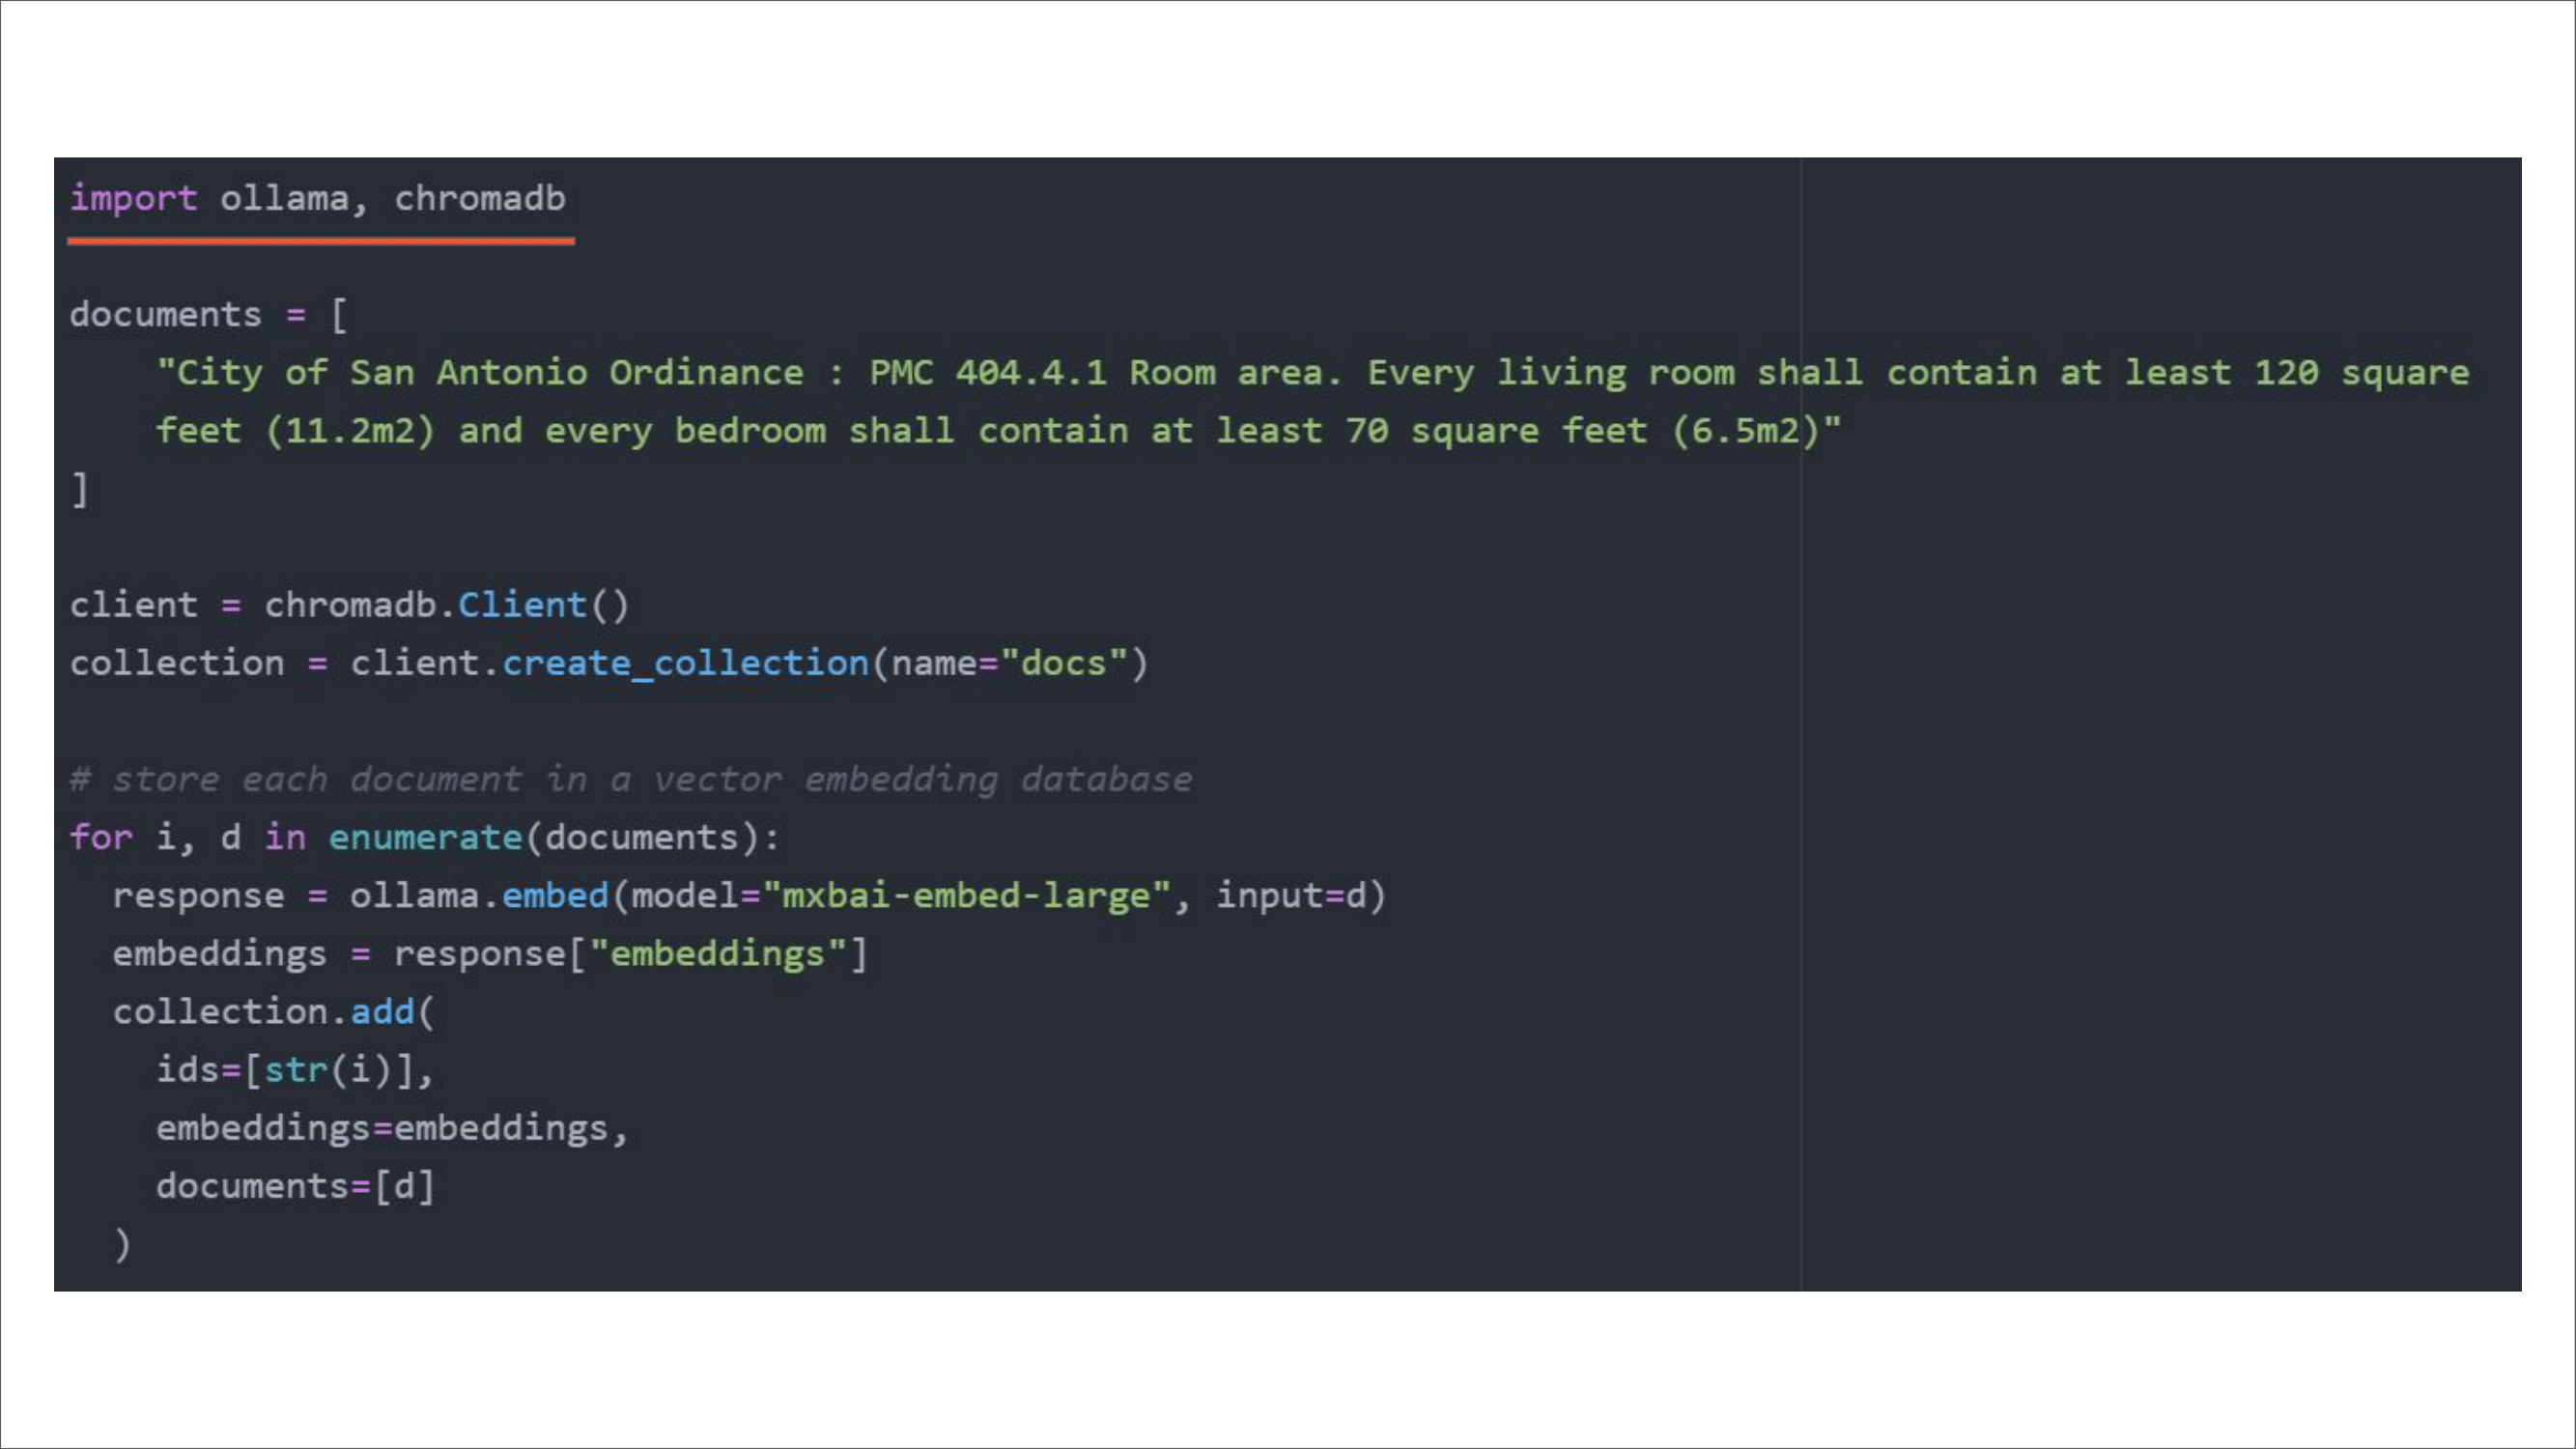 import ollama, chromadb
documents = [
    "City of San Antonio Ordinance : PMC 404.4.1 Room area. Every living room shall contain at least 120 square
    feet (11.2m2) and every bedroom shall contain at least 70 square feet (6.5m2)"
]
client = chromadb.Client()
collection = client.create_collection(name="docs")
# store each document in a vector embedding database
for i, d in enumerate(documents):
  response = ollama.embed(model="mxbai-embed-large", input=d)
  embeddings = response["embeddings"]
  collection.add(
    ids=[str(i)],
    embeddings=embeddings,
    documents=[d]
  )